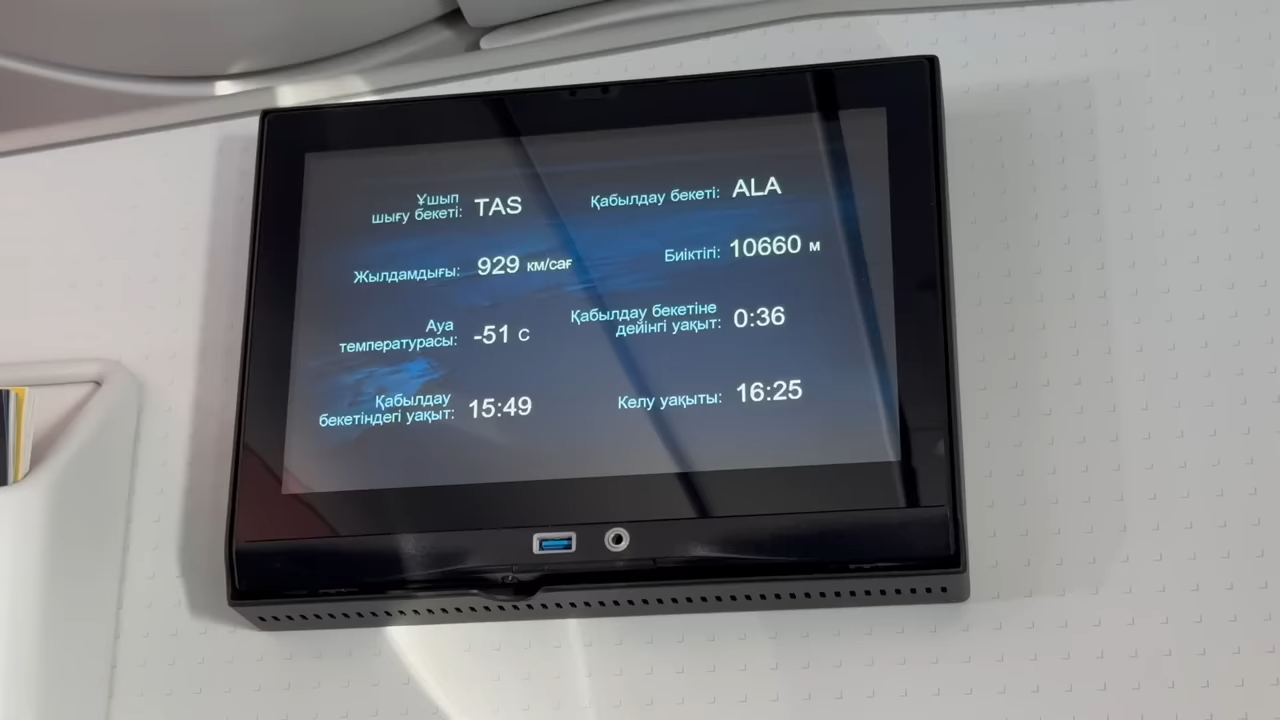 Ұшып
шығу бекеті: TAS
Қабылдау бекеті: ALA
Жылдамдығы: 929 км/сағ
Биіктігі: 10660 м
Ауа
температурасы: -51 C
Қабылдау бекетіне
дейінгі уақыт: 0:36
Қабылдау
бекетіндегі уақыт: 15:49
Келу уақыты: 16:25